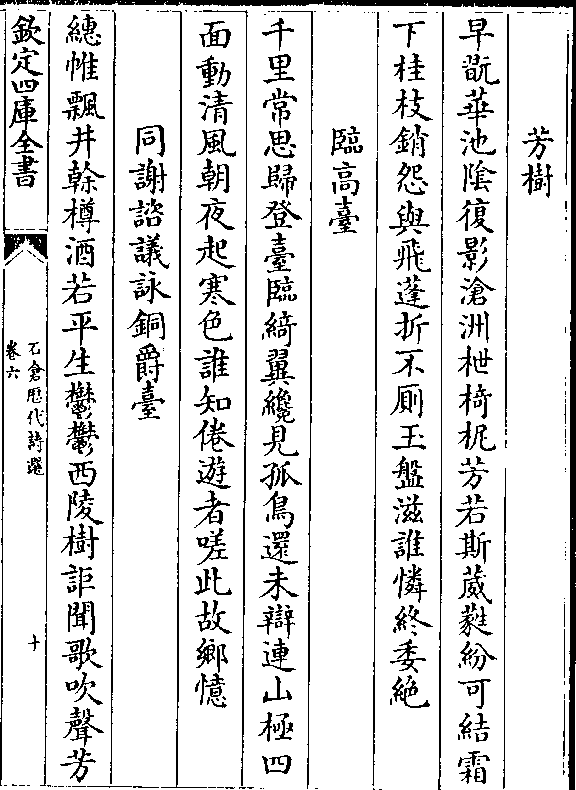 芳樹
早翫華池陰復影滄洲枻椅柅芳若斯葳蕤紛可結霜
下桂枝銷怨與飛蓬折不厠玉盤滋誰憐終委絶
臨高臺
千里常思歸登臺臨綺翼纔見孤鳥還未辯連山極四
面動清風朝夜起寒色誰知倦遊者嗟此故鄉憶
同謝諮議詠銅爵臺
繐帷飄井榦樽酒若平生鬱鬱西陵樹詎聞歌吹聲芳
欽定四庫全書
石倉歴代詩選
卷六
十